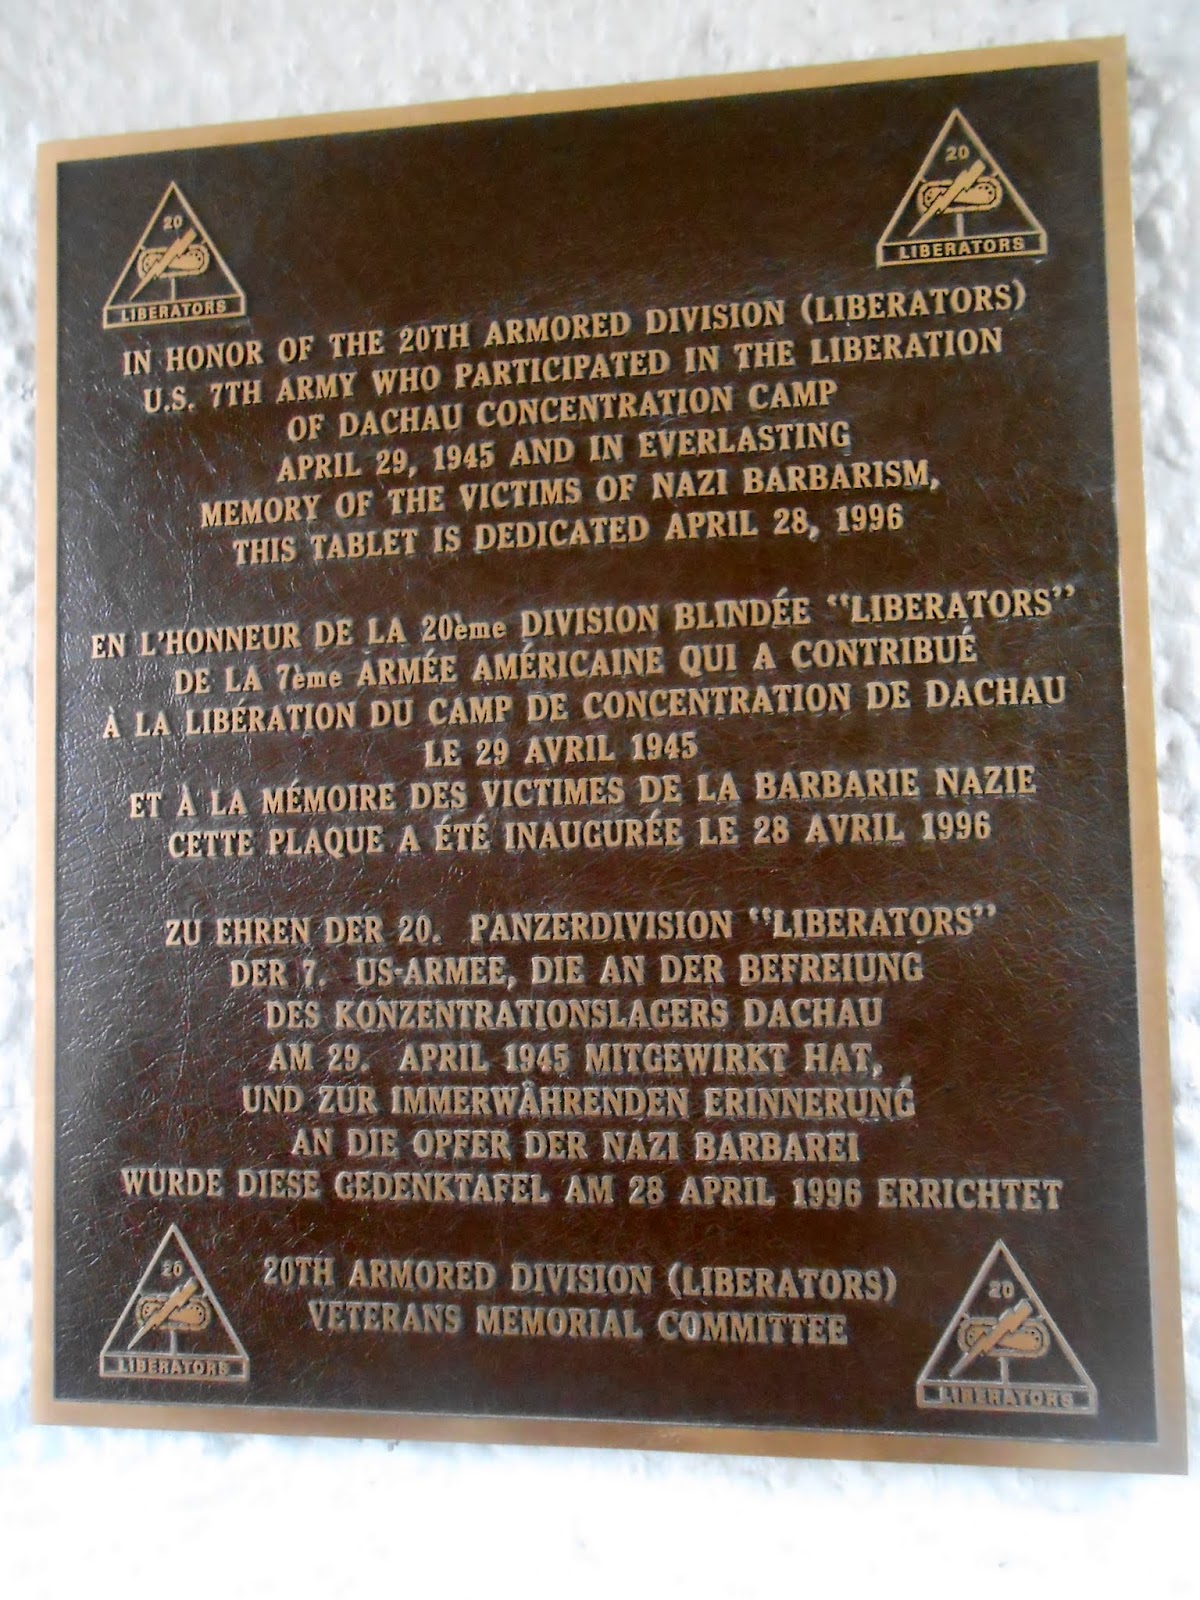 20
LIBERATORS
20
LIBERATORS
IN HONOR OF THE 20TH ARMORED DIVISION (LIBERATORS)
U.S. 7TH ARMY WHO PARTICIPATED IN THE LIBERATION
OF DACHAU CONCENTRATION CAMP
APRIL 29, 1945 AND IN EVERLASTING
MEMORY OF THE VICTIMS OF NAZI BARBARISM,
THIS TABLET IS DEDICATED APRIL 28, 1996
EN L'HONNEUR DE LA 20ème DIVISION BLINDÉE "LIBERATORS"
DE LA 7ème ARMÉE AMÉRICAINE QUI A CONTRIBUÉ
À LA LIBÉRATION DU CAMP DE CONCENTRATION DE DACHAU
LE 29 AVRIL 1945
ET À LA MÉMOIRE DES VICTIMES DE LA BARBARIE NAZIE
CETTE PLAQUE A ÉTÉ INAUGURÉE LE 28 AVRIL 1996
ZU EHREN DER 20. PANZERDIVISION "LIBERATORS"
DER 7. US-ARMEE, DIE AN DER BEFREIUNG
DES KONZENTRATIONSLAGERS DACHAU
AM 29. APRIL 1945 MITGEWIRKT HAT,
UND ZUR IMMERWÄHRENDEN ERINNERUNG
AN DIE OPFER DER NAZI BARBAREI
WURDE DIESE GEDENKTAFEL AM 28 APRIL 1996 ERRICHTET
20TH ARMORED DIVISION (LIBERATORS)
VETERANS MEMORIAL COMMITTEE
20
LIBERATORS
20
LIBERATORS